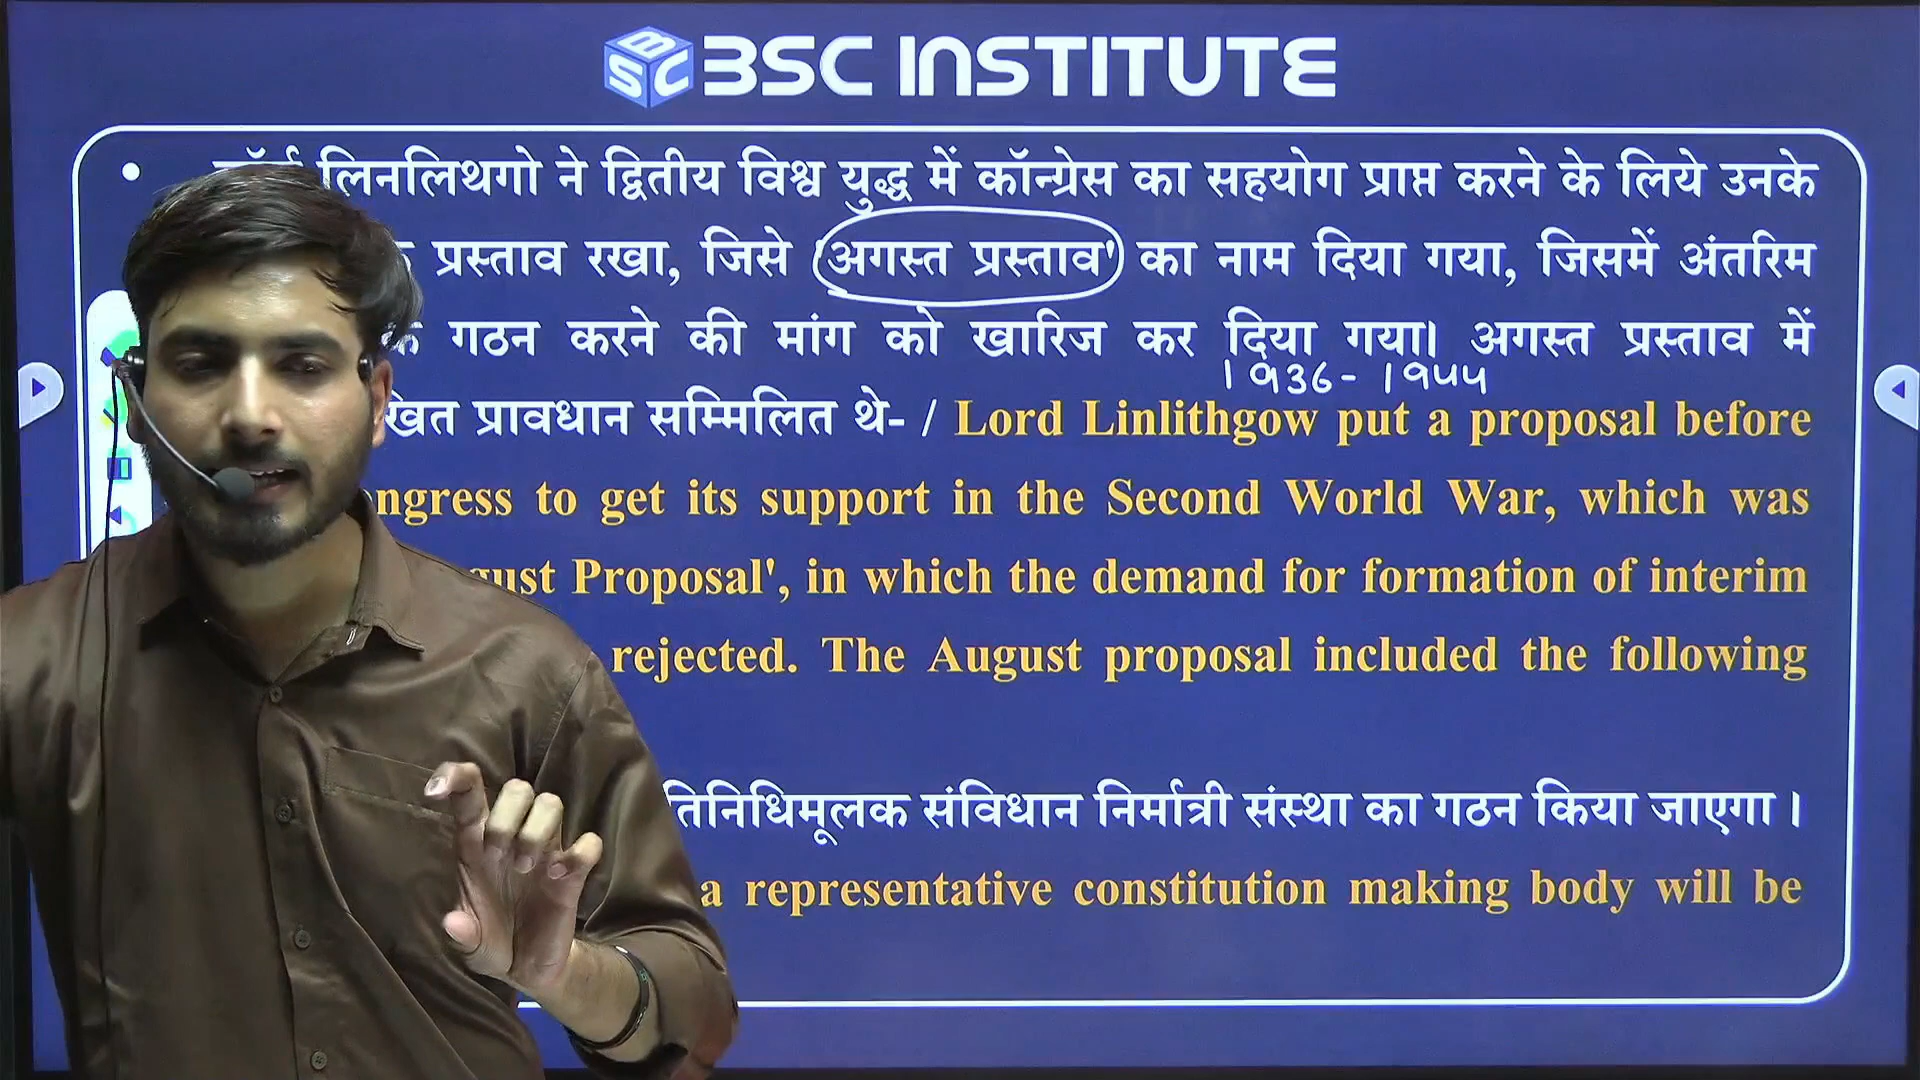 BSC
BSC INSTITUTE
लिनलिथगो ने द्वितीय विश्व युद्ध में कॉन्ग्रेस का सहयोग प्राप्त करने के लिये उनके
प्रस्ताव रखा, जिसे 'अगस्त प्रस्ताव' का नाम दिया गया, जिसमें अंतरिम
गठन करने की मांग को खारिज कर दिया गया। अगस्त प्रस्ताव में
1936-1944
प्रावधान सम्मिलित थे- / Lord Linlithgow put a proposal before
ngress to get its support in the Second World War, which was
gust Proposal', in which the demand for formation of interim
rejected. The August proposal included the following
तिनिधिमूलक संविधान निर्मात्री संस्था का गठन किया जाएगा।
a representative constitution making body will be